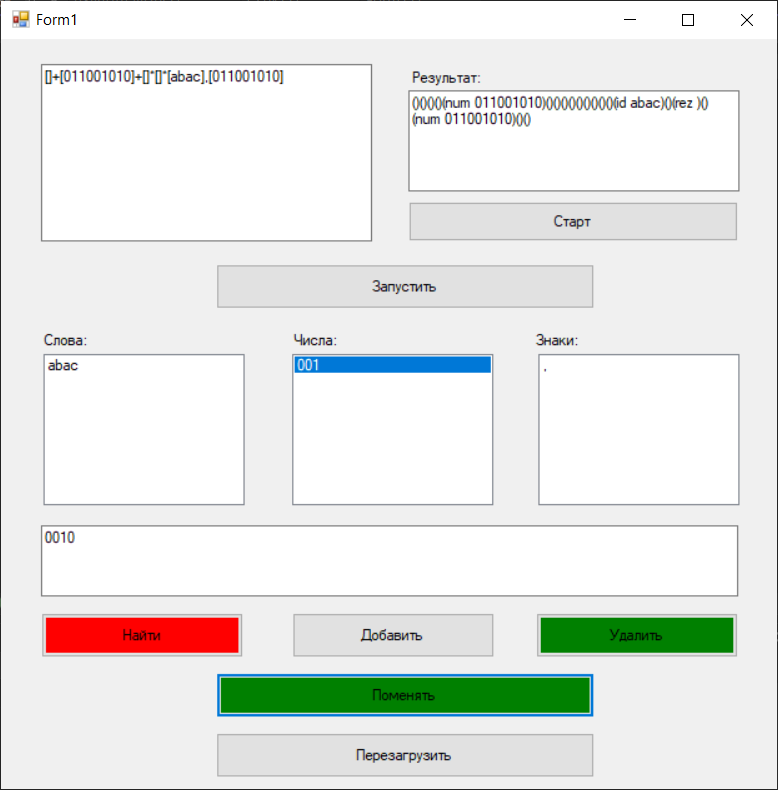 Form1
[]+[011001010]+[]*[]*[abac],[011001010]
Результат:
()()()()(num 011001010)()()()()()()()()()(id abac)()(rez )()
(num 011001010)()()
Старт
Запустить
Слова:
Числа:
Знаки:
abac
001
,
0010
Найти
Добавить
Удалить
Поменять
Перезагрузить